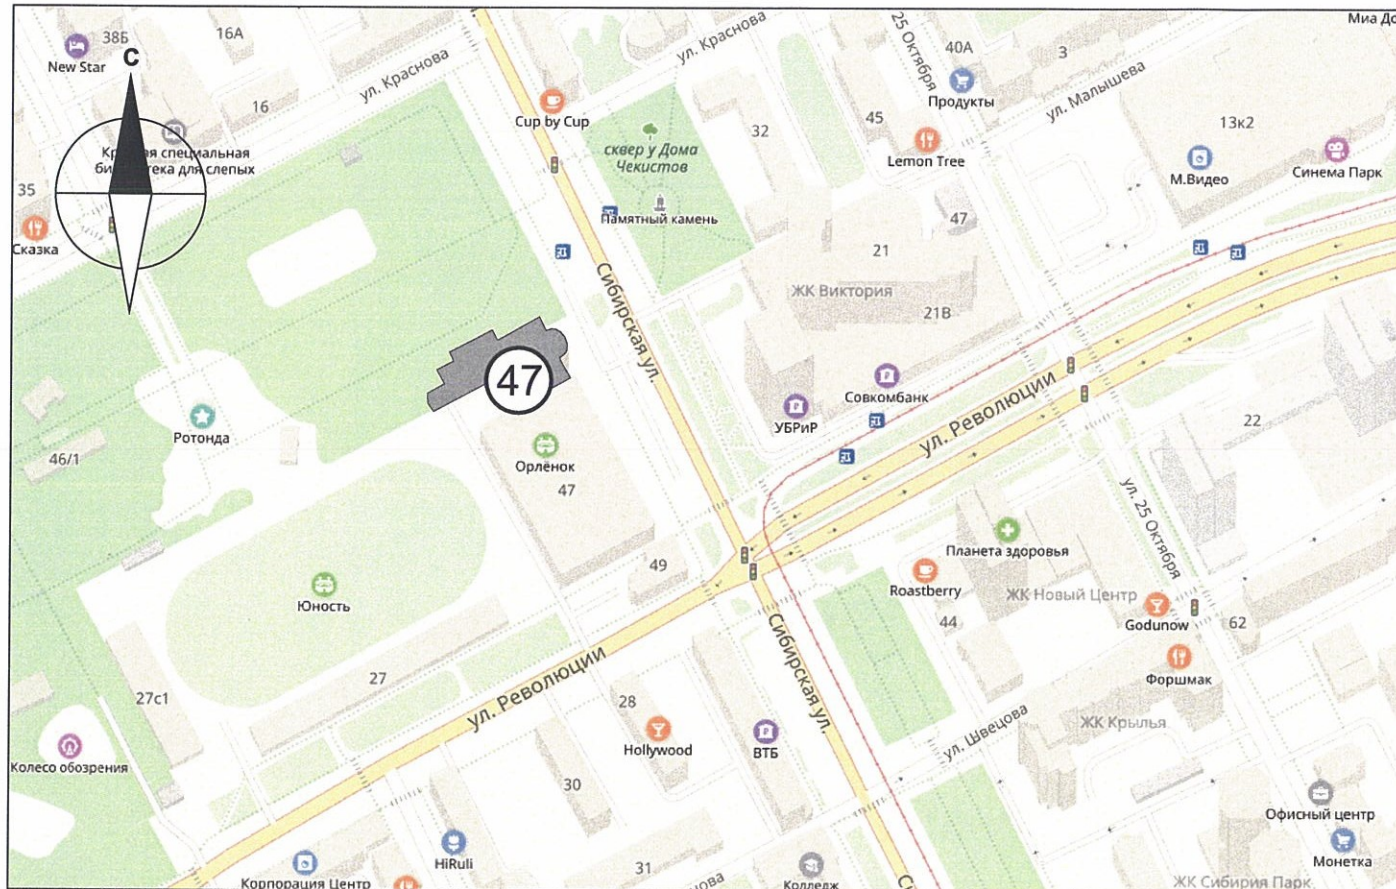 38Б
16А
New Star
С
16
ул. Краснова
ул. Краснова
25 Октября
40А
3
Миа До
Продукты
ул. Малышева
Cup by Cup
32
45
13к2
Lemon Tree
сквер у Дома
Чекистов
М.Видео
Синема Парк
специальная
для слепых
35
Памятный камень
47
Сказка
21
Сибирская ул.
ЖК Виктория
21В
47
Совкомбанк
УБРиР
ул. Революции
22
Ротонда
46/1
Орлёнок
47
ул. 25 Октября
Планета здоровья
49
Roastberry
ЖК Новый Центр
Юность
44
Godunow
62
Сибирская ул.
27
ул. Революции
Форшмак
27с1
28
ул. Швецова
ЖК Крылья
Hollywood
ВТБ
Колесо обозрения
30
Офисный центр
HiRuli
Монетка
31
Корпорация Центр
Колледж
ЖК Сибирия Парк